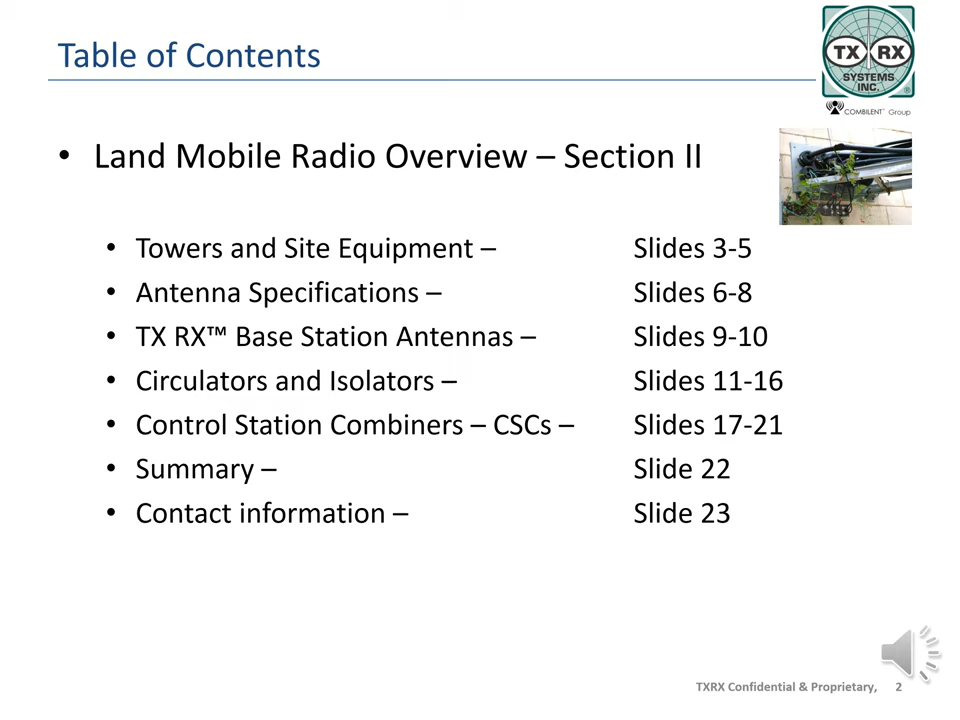 Table of Contents
TX RX
SYSTEMS
INC.
®
COMBILENT™ Group
• Land Mobile Radio Overview – Section II
• Towers and Site Equipment – Slides 3-5
• Antenna Specifications – Slides 6-8
• TX RX™ Base Station Antennas – Slides 9-10
• Circulators and Isolators – Slides 11-16
• Control Station Combiners – CSCs – Slides 17-21
• Summary – Slide 22
• Contact information – Slide 23
TXRX Confidential & Proprietary, 2